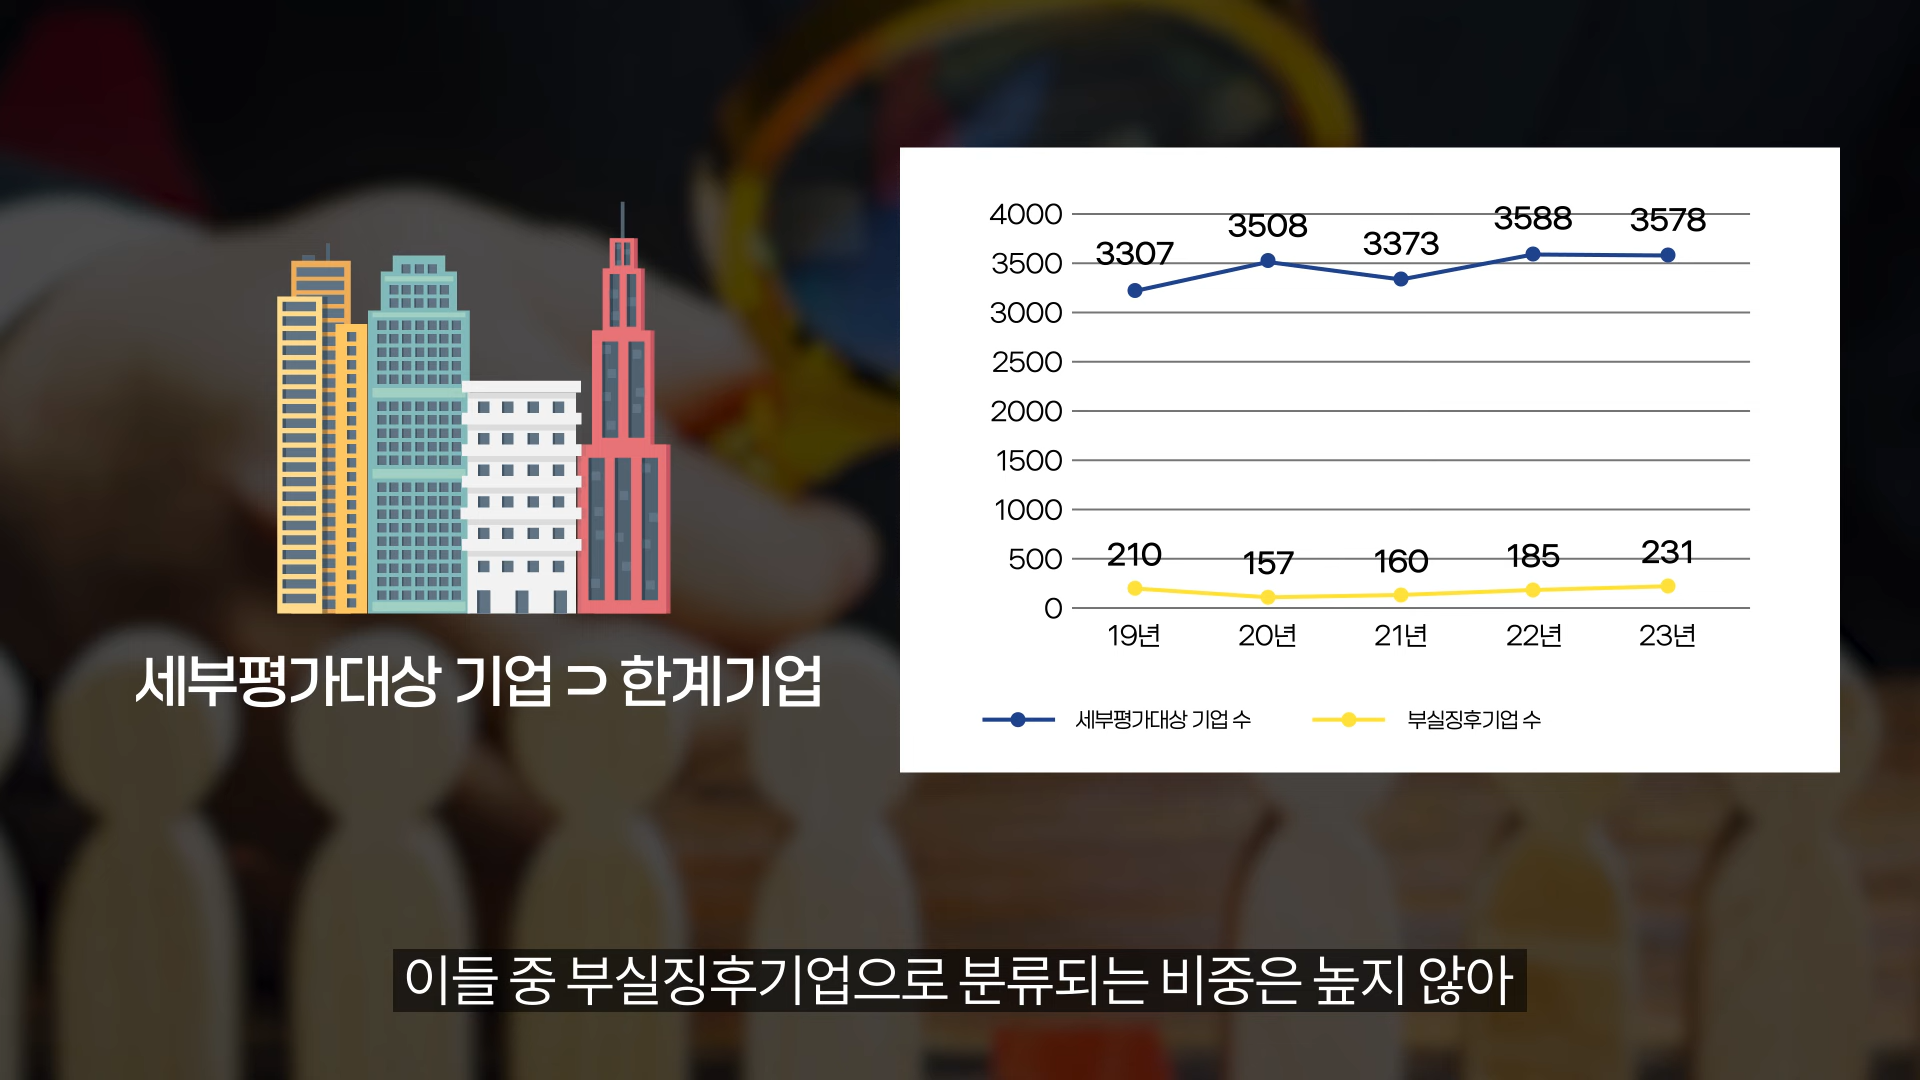 세부평가대상 기업 ⊃ 한계기업
4000
3500
3000
2500
2000
1500
1000
500
0
3307 3508 3373 3588 3578
210 157 160 185 231
19년 20년 21년 22년 23년
세부평가대상 기업 수 부실징후기업 수
이들 중 부실징후기업으로 분류되는 비중은 높지 않아